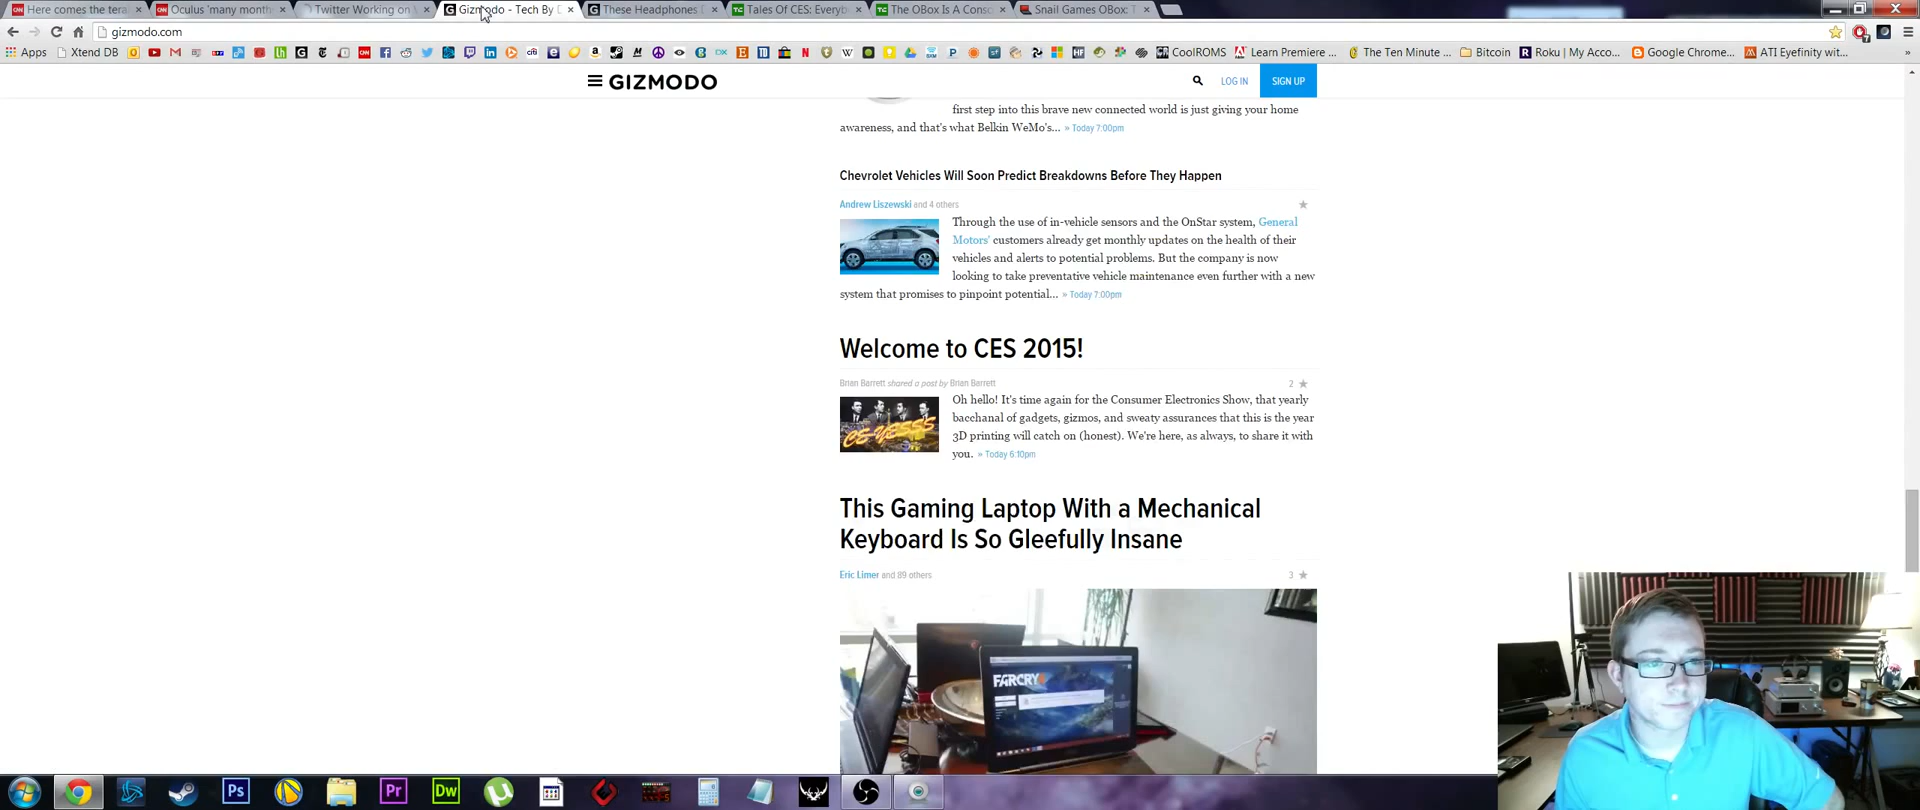 Here comes the tera
Oculus 'many month
Twitter Working on
Gizmodo - Tech By
These Headphones
Tales Of CES: Everyb
The OBox Is A Conso
Snail Games OBox: T
gizmodo.com
Apps
Xtend DB
CoolROMS
Learn Premiere ...
The Ten Minute ...
Bitcoin
Roku | My Acco...
Google Chrome...
ATI Eyefinity wit...
GIZMODO
LOG IN
SIGN UP
first step into this brave new connected world is just giving your home
awareness, and that's what Belkin WeMo's... » Today 7:00pm
Chevrolet Vehicles Will Soon Predict Breakdowns Before They Happen
Andrew Liszewski and 4 others
Through the use of in-vehicle sensors and the OnStar system, General
Motors' customers already get monthly updates on the health of their
vehicles and alerts to potential problems. But the company is now
looking to take preventative vehicle maintenance even further with a new
system that promises to pinpoint potential... » Today 7:00pm
Welcome to CES 2015!
Brian Barrett shared a post by Brian Barrett
2
CE-YESSS
Oh hello! It's time again for the Consumer Electronics Show, that yearly
bacchanal of gadgets, gizmos, and sweaty assurances that this is the year
3D printing will catch on (honest). We're here, as always, to share it with
you. » Today 6:10pm
This Gaming Laptop With a Mechanical
Keyboard Is So Gleefully Insane
Eric Limer and 89 others
3
FARCRY
Ps
Pr
Dw